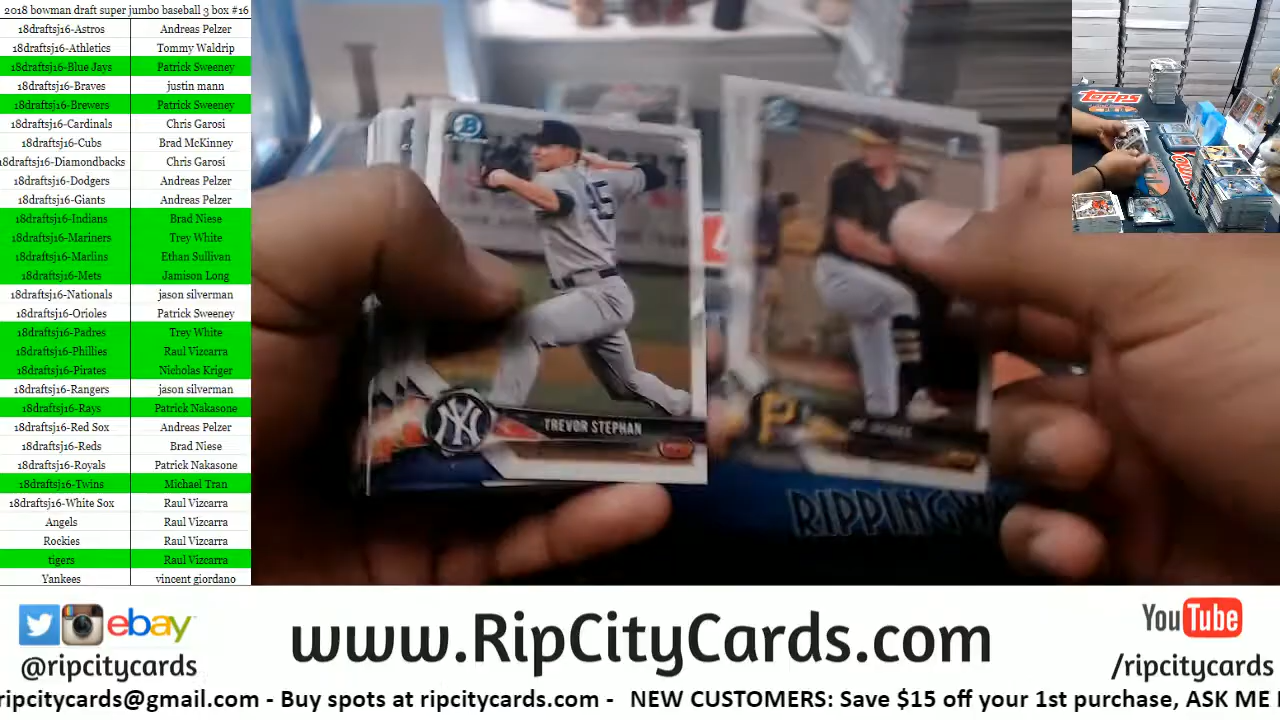 2018 bowman draft super jumbo baseball 3 box #16
18draftsj16-Astros Andreas Pelzer
18draftsj16-Athletics Tommy Waldrip
18draftsj16-Blue Jays Patrick Sweeney
18draftsj16-Braves justin mann
18draftsj16-Brewers Patrick Sweeney
18draftsj16-Cardinals Chris Garosi
18draftsj16-Cubs Brad McKinney
18draftsj16-Diamondbacks Chris Garosi
18draftsj16-Dodgers Andreas Pelzer
18draftsj16-Giants Andreas Pelzer
18draftsj16-Indians Brad Niese
18draftsj16-Mariners Trey White
18draftsj16-Marlins Ethan Sullivan
18draftsj16-Mets Jamison Long
18draftsj16-Nationals jason silverman
18draftsj16-Orioles Patrick Sweeney
18draftsj16-Padres Trey White
18draftsj16-Phillies Raul Vizcarra
18draftsj16-Pirates Nicholas Kriger
18draftsj16-Rangers jason silverman
18draftsj16-Rays Patrick Nakasone
18draftsj16-Red Sox Andreas Pelzer
18draftsj16-Reds Brad Niese
18draftsj16-Royals Patrick Nakasone
18draftsj16-Twins Michael Tran
18draftsj16-White Sox Raul Vizcarra
Angels Raul Vizcarra
Rockies Raul Vizcarra
tigers Raul Vizcarra
Yankees vincent giordano
B
45
NY
TREVOR STEPHAN
P
Topps
ebay
@ripcitycards
www.RipCityCards.com
YouTube
/ripcitycards
ripcitycards@gmail.com - Buy spots at ripcitycards.com - NEW CUSTOMERS: Save $15 off your 1st purchase, ASK ME